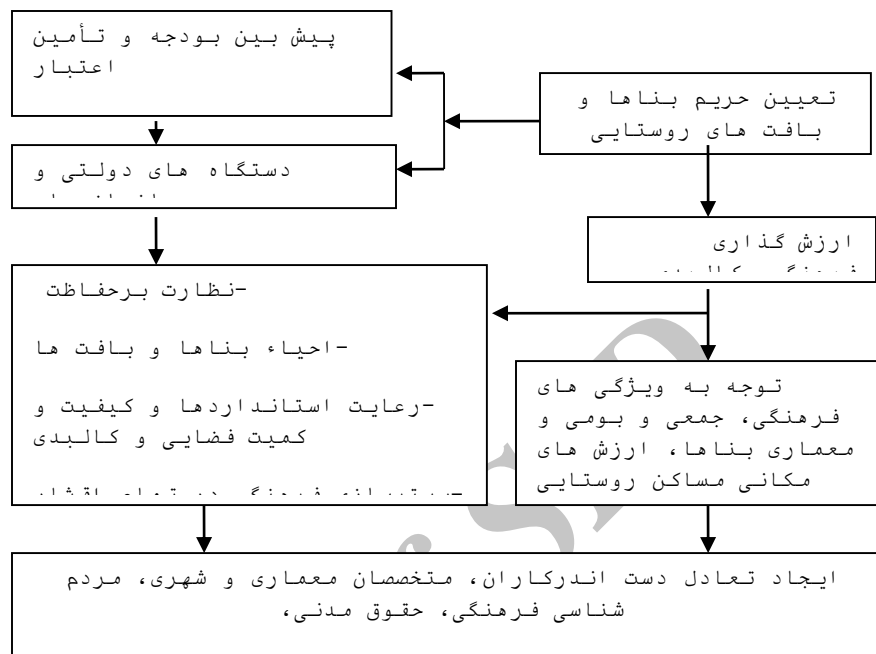 پیش بین بودجه و تأمین
اعتبار
تعیین حریم بناها و
بافت های روستایی
دستگاه های دولتی و
ارزش گذاری
-نظارت برحفاظت
-احیاء بناها و بافت ها
-رعایت استانداردها و کیفیت و
کمیت فضایی و کالبدی
توجه به ویژگی های
فرهنگی، جمعی و بومی و
معماری بناها، ارزش های
مکانی مساکن روستایی
ایجاد تعادل دست اندرکاران، متخصصان معماری و شهری، مردم
شناسی فرهنگی، حقوق مدنی،